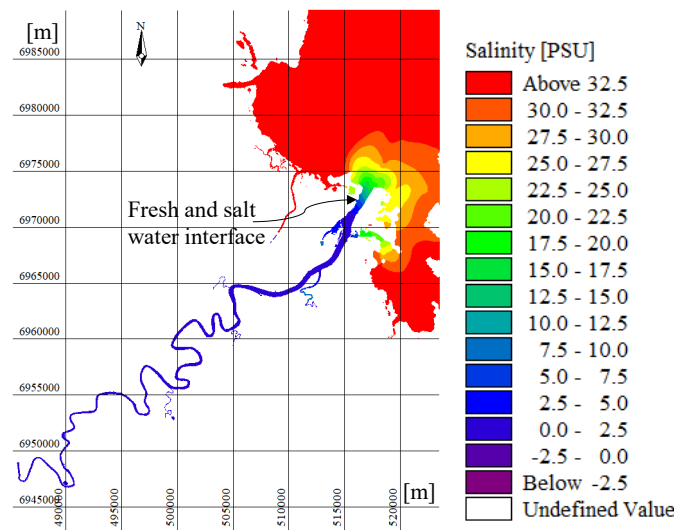 [m]
N
6985000
6980000
6975000
6970000
6965000
6960000
6955000
6950000
6945000
Fresh and salt
water interface
490000
495000
500000
505000
510000
515000
520000
[m]
Salinity [PSU]
Above 32.5
30.0 - 32.5
27.5 - 30.0
25.0 - 27.5
22.5 - 25.0
20.0 - 22.5
17.5 - 20.0
15.0 - 17.5
12.5 - 15.0
10.0 - 12.5
7.5 - 10.0
5.0 - 7.5
2.5 - 5.0
0.0 - 2.5
-2.5 - 0.0
Below -2.5
Undefined Value